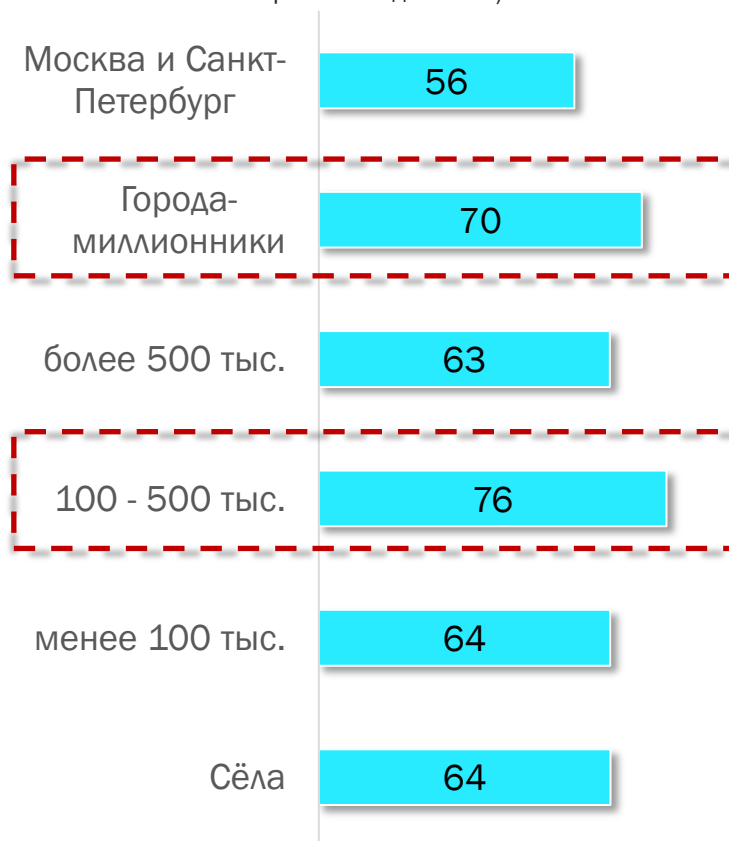 Москва и Санкт-
Петербург
56
Города-
миллионники
70
более 500 тыс.
63
100 - 500 тыс.
76
менее 100 тыс.
64
Сёла
64